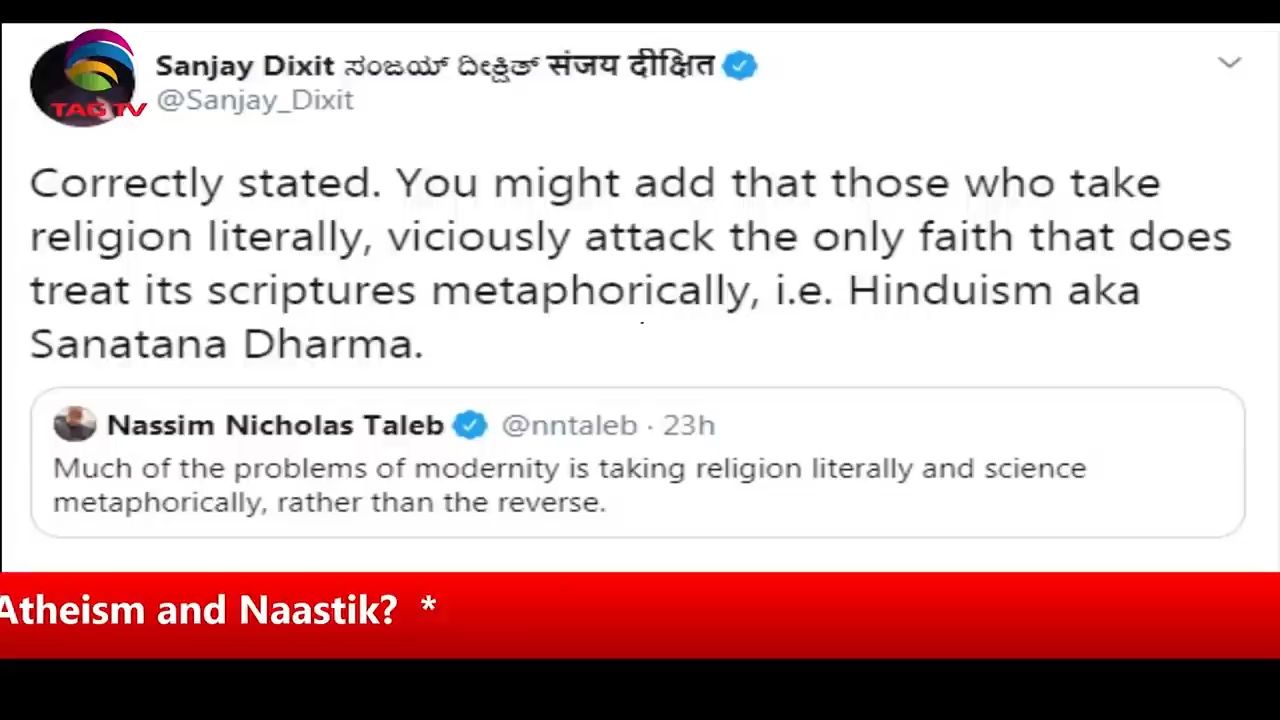 Sanjay Dixit ಸಂಜಯ್ ದೀಕ್ಷಿತ್ संजय दीक्षित
TAG TV @Sanjay_Dixit
Correctly stated. You might add that those who take
religion literally, viciously attack the only faith that does
treat its scriptures metaphorically, i.e. Hinduism aka
Sanatana Dharma.
Nassim Nicholas Taleb @nntaleb · 23h
Much of the problems of modernity is taking religion literally and science
metaphorically, rather than the reverse.
Atheism and Naastik? *